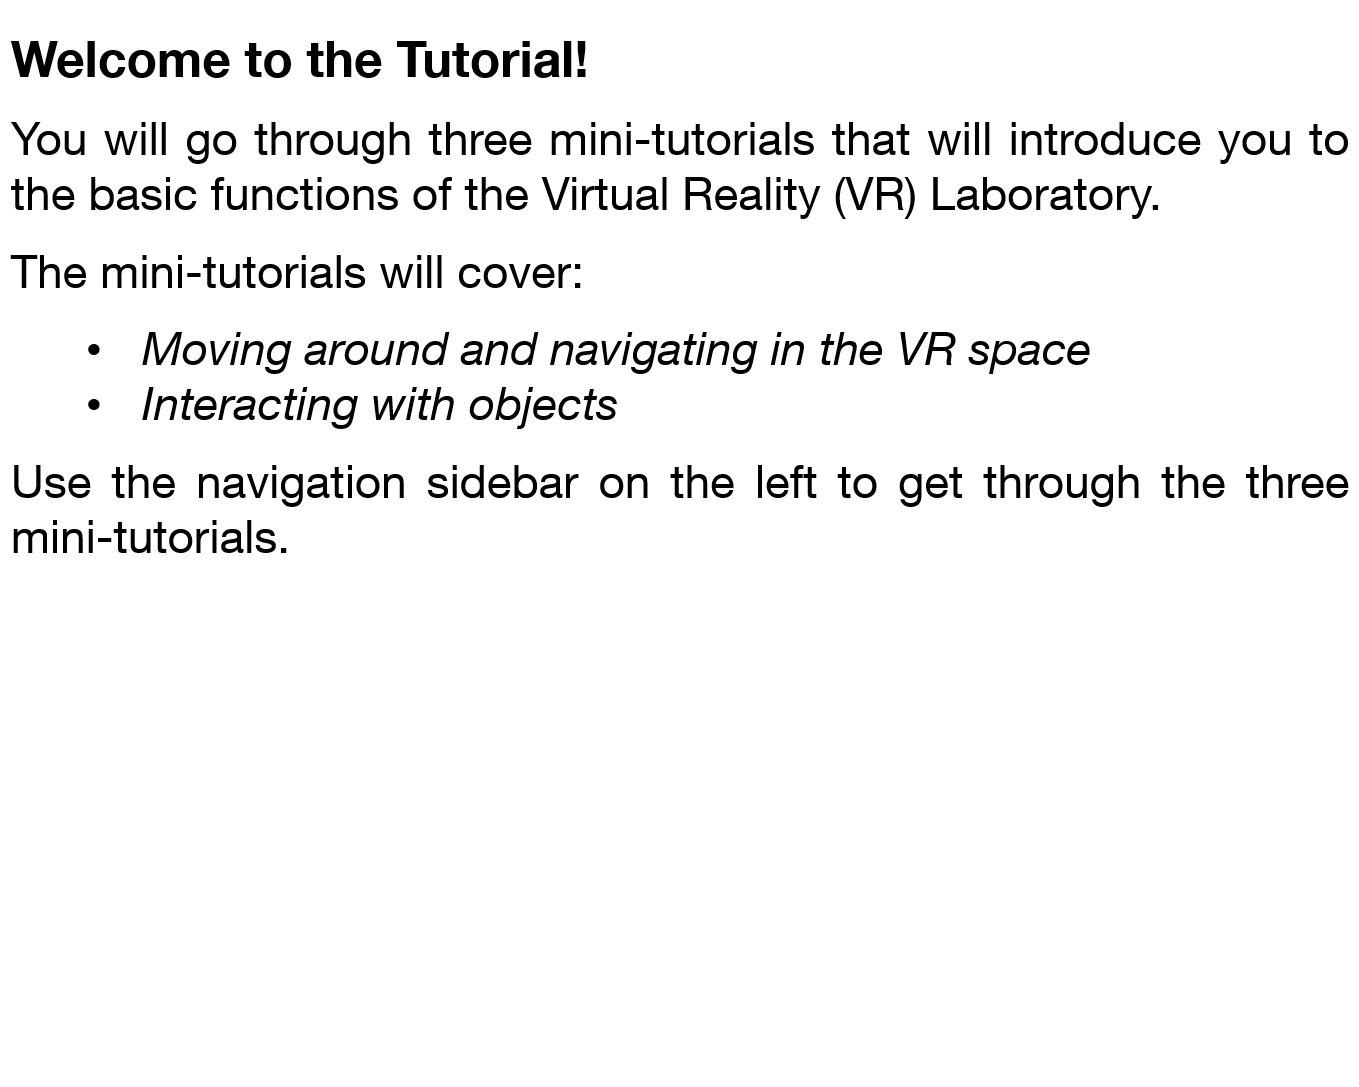 Welcome to the Tutorial!
You will go through three mini-tutorials that will introduce you to
the basic functions of the Virtual Reality (VR) Laboratory.
The mini-tutorials will cover:
• Moving around and navigating in the VR space
• Interacting with objects
Use the navigation sidebar on the left to get through the three
mini-tutorials.